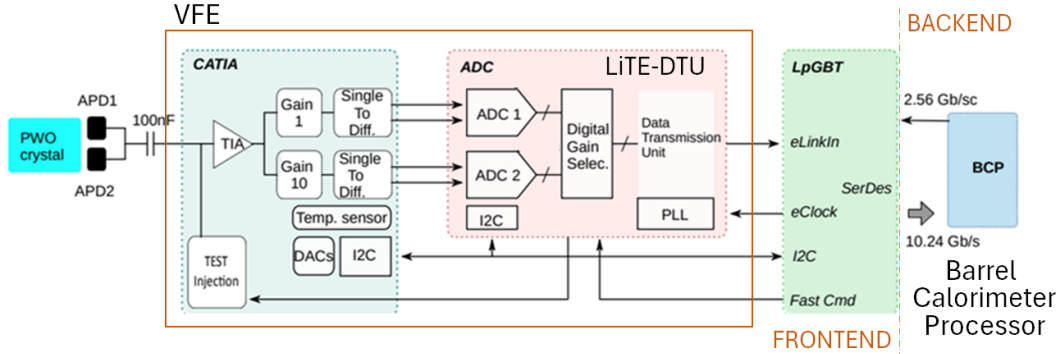 VFE
BACKEND
CATIA
ADC
LiTE-DTU
LpGBT
APD1
100nF
PWO
crystal
APD2
TIA
Gain
1
Single
To
Diff.
Gain
10
Single
To
Diff.
Temp. sensor
DACs
I2C
TEST
Injection
ADC 1
ADC 2
Digital
Gain
Selec.
Data
Transmission
Unit
I2C
PLL
eLinkIn
SerDes
eClock
I2C
Fast Cmd
2.56 Gb/sc
BCP
10.24 Gb/s
Barrel
Calorimeter
Processor
FRONTEND